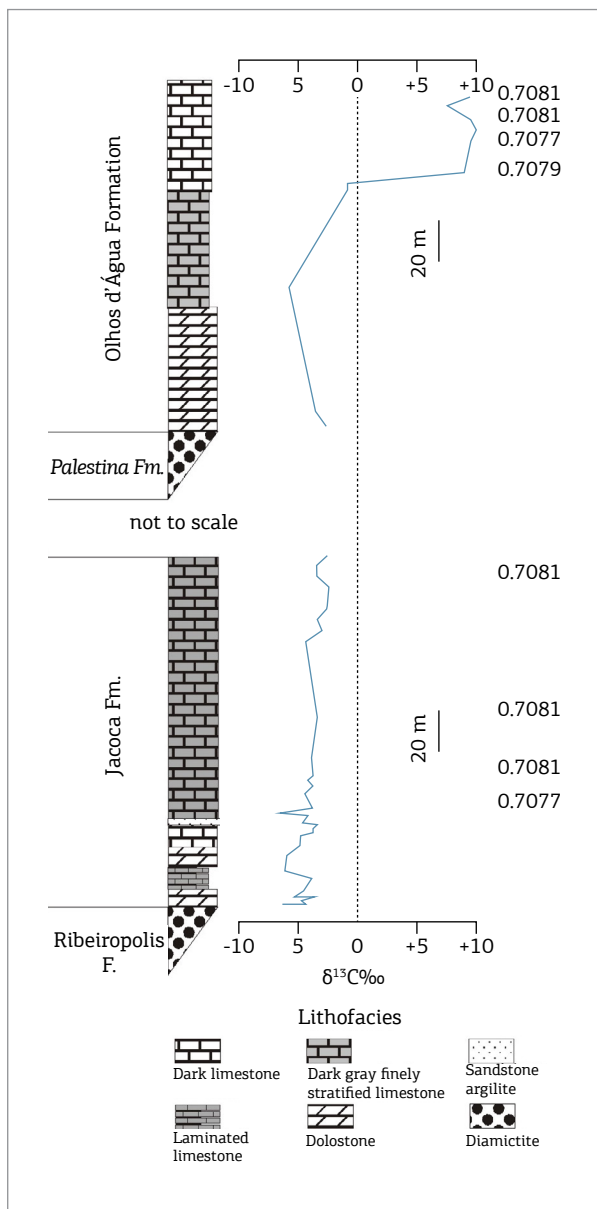 -10 5 0 +5 +10
0.7081
0.7081
0.7077
0.7079
Olhos d'Água Formation
20 m
Palestina Fm.
not to scale
0.7081
Jacoca Fm.
0.7081
20 m
0.7081
0.7077
Ribeiropolis
F.
-10 5 0 +5 +10
δ¹³C‰
Lithofacies
Dark limestone
Dark gray finely
stratified limestone
Sandstone
argilite
Laminated
limestone
Dolostone
Diamictite